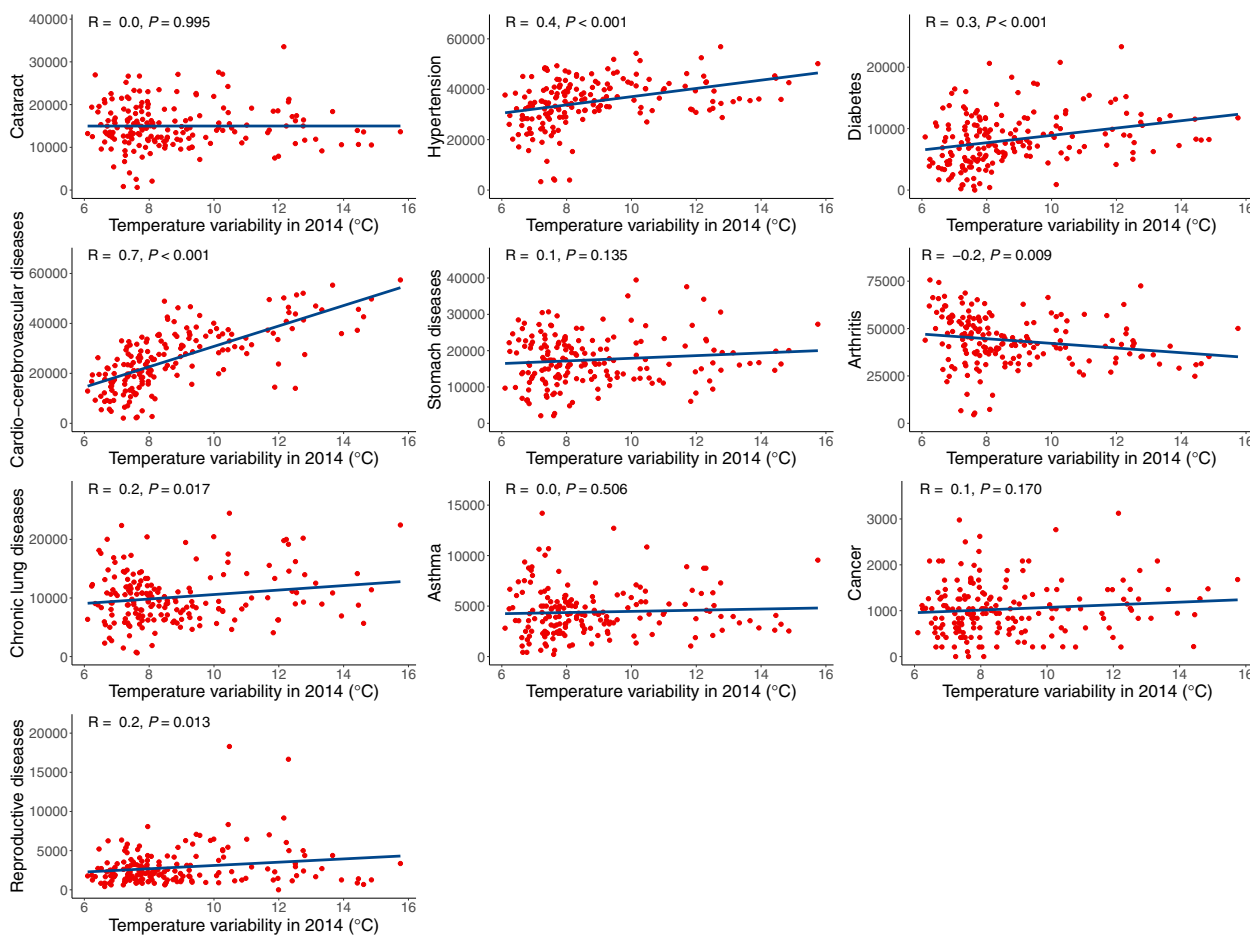 R = 0.0, P = 0.995
Cataract
40000
30000
20000
10000
0
6 8 10 12 14 16
Temperature variability in 2014 (°C)
R = 0.4, P < 0.001
Hypertension
60000
40000
20000
0
6 8 10 12 14 16
Temperature variability in 2014 (°C)
R = 0.3, P < 0.001
Diabetes
20000
10000
0
6 8 10 12 14 16
Temperature variability in 2014 (°C)
R = 0.7, P < 0.001
Cardio−cerebrovascular diseases
60000
40000
20000
0
6 8 10 12 14 16
Temperature variability in 2014 (°C)
R = 0.1, P = 0.135
Stomach diseases
40000
30000
20000
10000
0
6 8 10 12 14 16
Temperature variability in 2014 (°C)
R = −0.2, P = 0.009
Arthritis
75000
50000
25000
0
6 8 10 12 14 16
Temperature variability in 2014 (°C)
R = 0.2, P = 0.017
Chronic lung diseases
20000
10000
0
6 8 10 12 14 16
Temperature variability in 2014 (°C)
R = 0.0, P = 0.506
Asthma
15000
10000
5000
0
6 8 10 12 14 16
Temperature variability in 2014 (°C)
R = 0.1, P = 0.170
Cancer
3000
2000
1000
0
6 8 10 12 14 16
Temperature variability in 2014 (°C)
R = 0.2, P = 0.013
Reproductive diseases
20000
15000
10000
5000
0
6 8 10 12 14 16
Temperature variability in 2014 (°C)